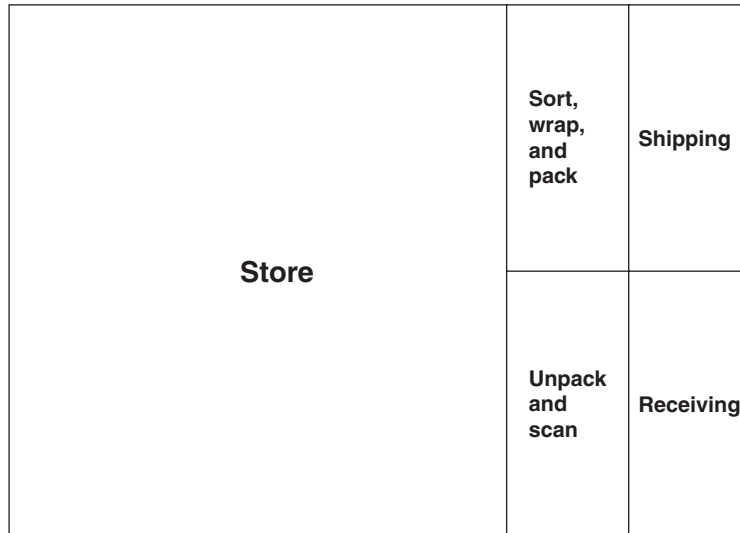 Store
Sort,
wrap,
and
pack
Shipping
Unpack
and
scan
Receiving